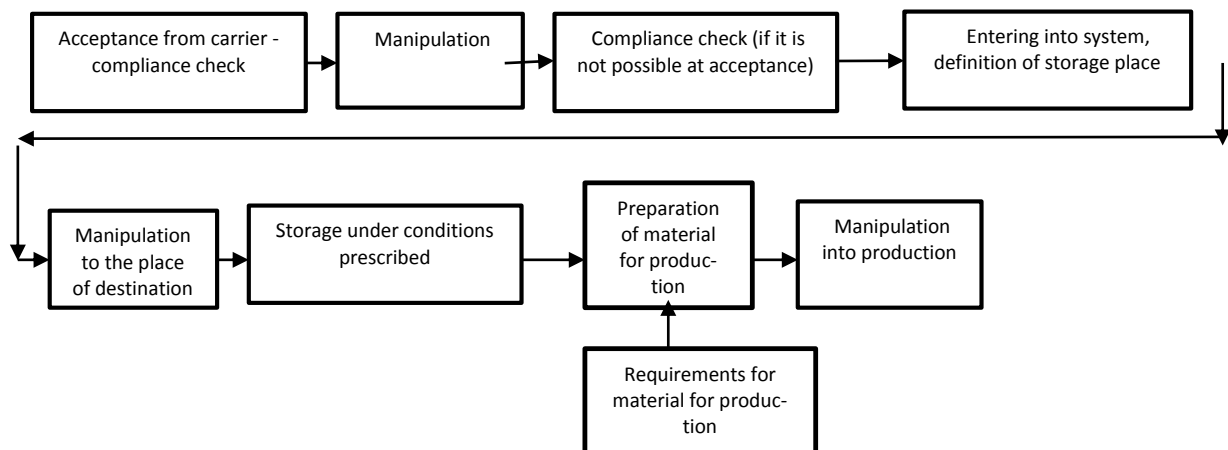 Acceptance from carrier -
compliance check
Manipulation
Compliance check (if it is
not possible at acceptance)
Entering into system,
definition of storage place
Manipulation
to the place
of destination
Storage under conditions
prescribed
Preparation
of material
for produc-
tion
Manipulation
into production
Requirements for
material for produc-
tion